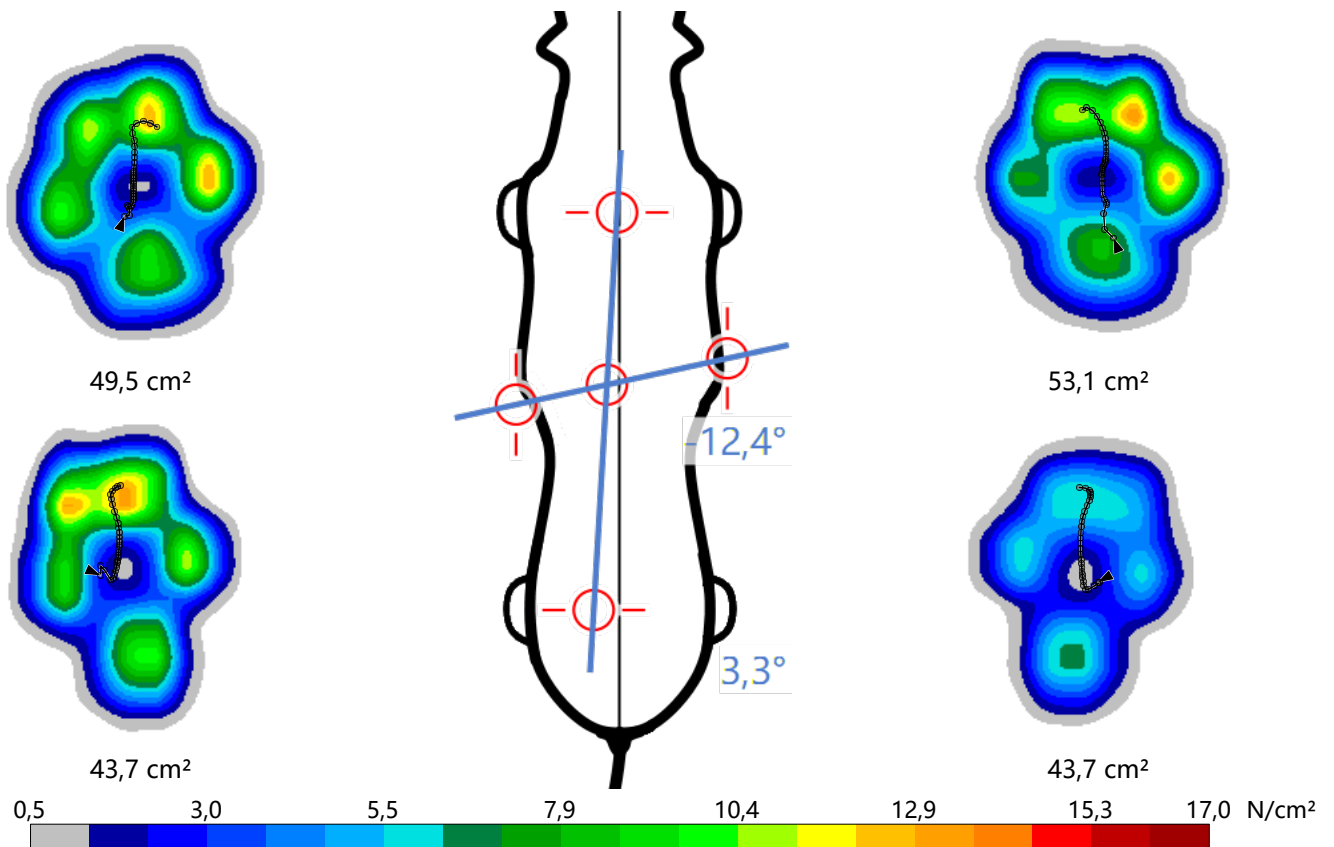 49,5 cm²
53,1 cm²
-12,4°
3,3°
43,7 cm²
43,7 cm²
0,5 3,0 5,5 7,9 10,4 12,9 15,3 17,0 N/cm²